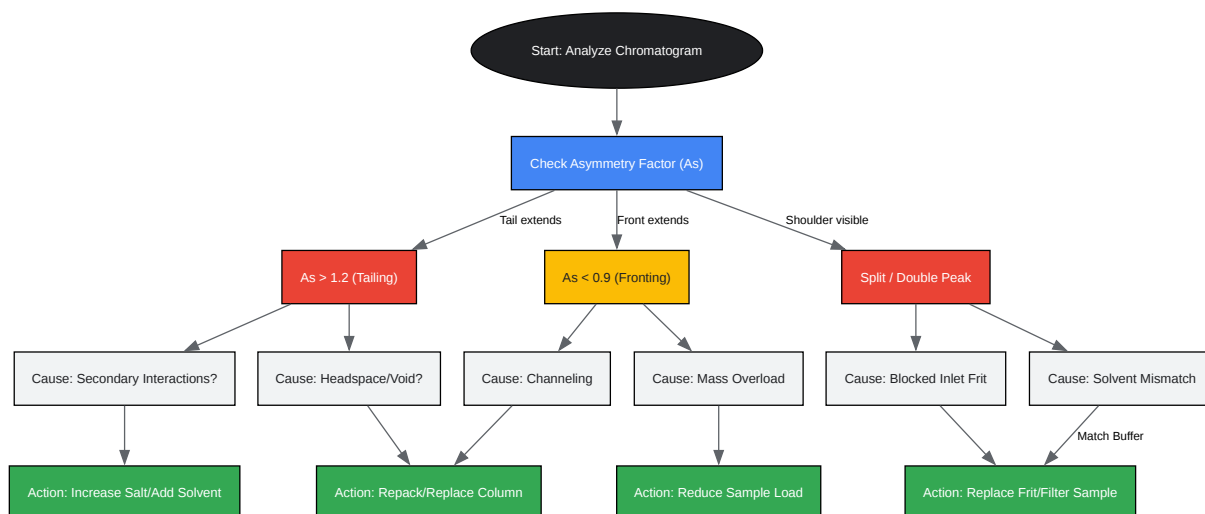 Start: Analyze Chromatogram
Check Asymmetry Factor (As)
Tail extends
Front extends
Shoulder visible
As > 1.2 (Tailing)
As < 0.9 (Fronting)
Split / Double Peak
Cause: Secondary Interactions?
Cause: Headspace/Void?
Cause: Channeling
Cause: Mass Overload
Cause: Blocked Inlet Frit
Cause: Solvent Mismatch
Match Buffer
Action: Increase Salt/Add Solvent
Action: Repack/Replace Column
Action: Reduce Sample Load
Action: Replace Frit/Filter Sample